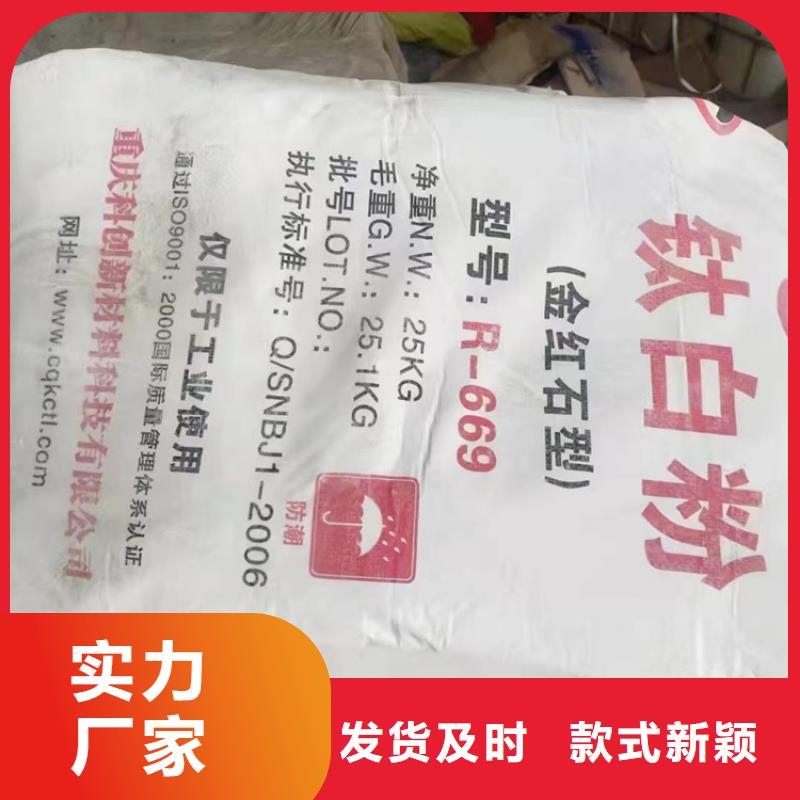 钛白粉
(金红石型)
型号：R-669
净重N.W.：25KG
毛重G.W.：25.1KG
批号LOT.NO.：
执行标准号：Q/SNBJ1-2006
防潮
仅限于工业使用
通过ISO9001：2000国际质量管理体系认证
重庆科创新材料科技有限公司
网址：www.cqkctl.com
实力
厂家
发货及时 款式新颖